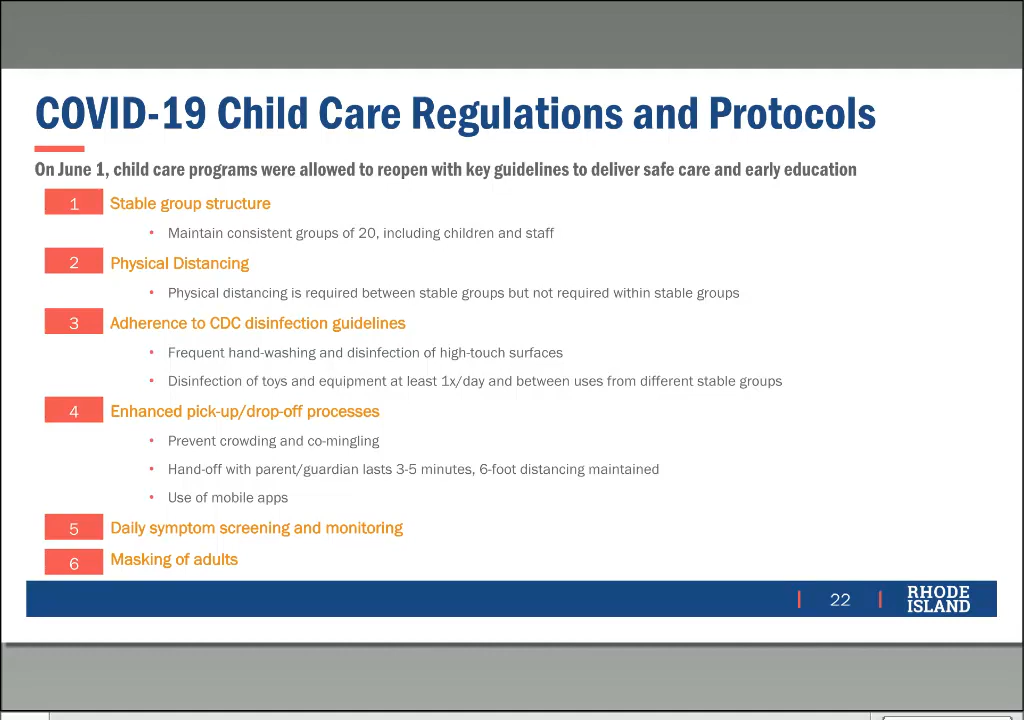 COVID-19 Child Care Regulations and Protocols
On June 1, child care programs were allowed to reopen with key guidelines to deliver safe care and early education
1 Stable group structure
• Maintain consistent groups of 20, including children and staff
2 Physical Distancing
• Physical distancing is required between stable groups but not required within stable groups
3 Adherence to CDC disinfection guidelines
• Frequent hand-washing and disinfection of high-touch surfaces
• Disinfection of toys and equipment at least 1x/day and between uses from different stable groups
4 Enhanced pick-up/drop-off processes
• Prevent crowding and co-mingling
• Hand-off with parent/guardian lasts 3-5 minutes, 6-foot distancing maintained
• Use of mobile apps
5 Daily symptom screening and monitoring
6 Masking of adults
22
RHODE
ISLAND